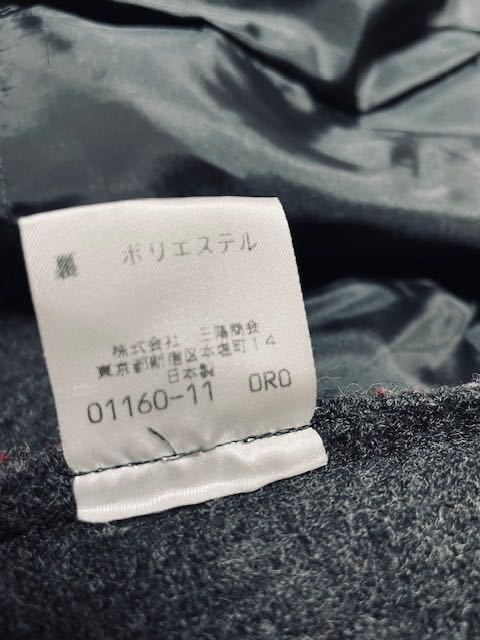 ポリエステル
株式会社 三陽商会
東京都新宿区本塩町14
日本製
01160-11 ORO